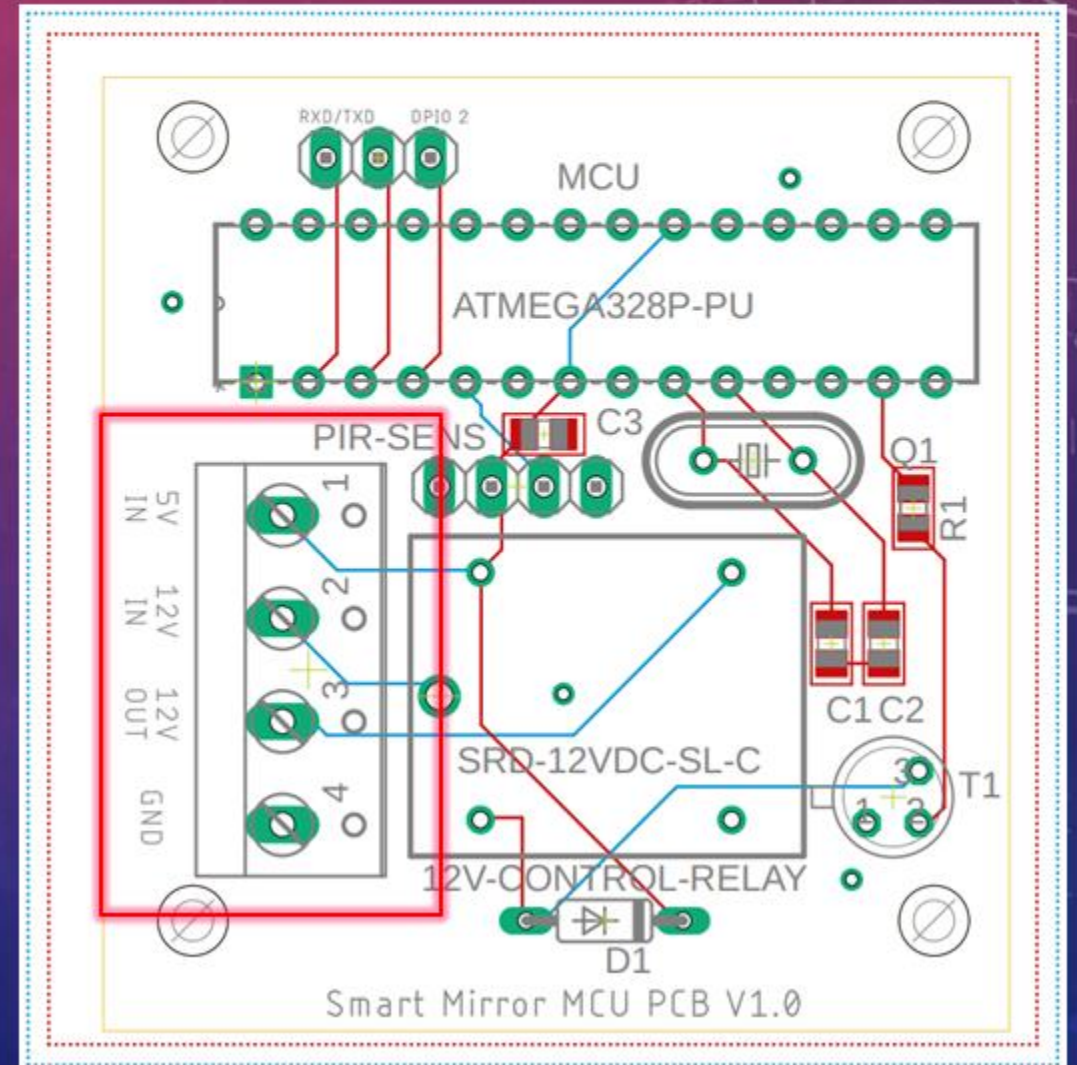 RXD/TXD DPIO 2
MCU
ATMEGA328P-PU
C3
PIR-SENS
Q1
R1
1
5V
IN
2
12V
IN
3
12V
OUT
4
GND
C1 C2
SRD-12VDC-SL-C
3
T1
1 2
12V-CONTROL-RELAY
D1
Smart Mirror MCU PCB V1.0